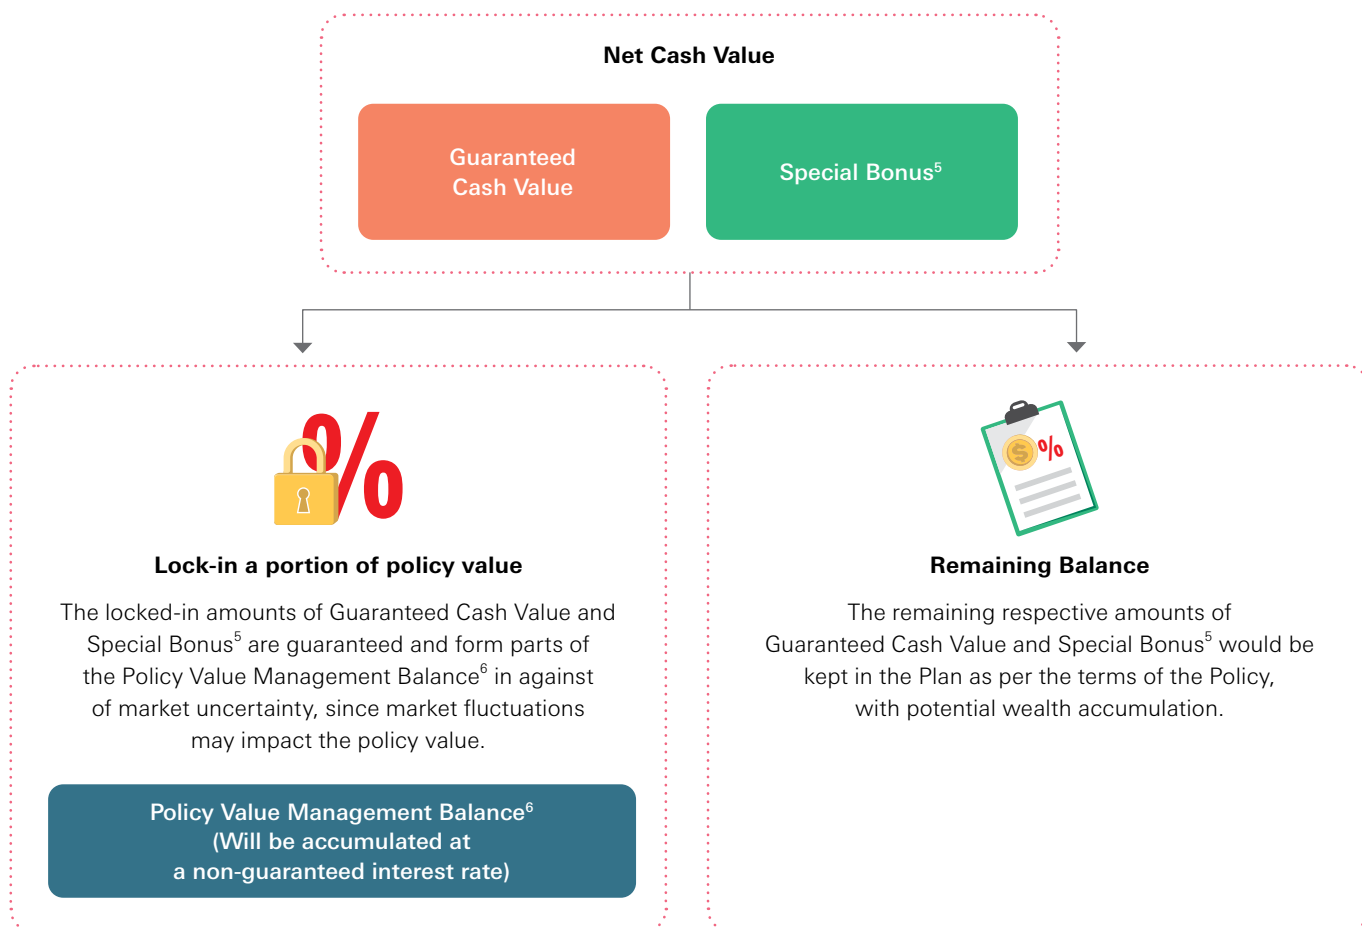 Net Cash Value
Guaranteed
Cash Value
Special Bonus⁵
%
Lock-in a portion of policy value
The locked-in amounts of Guaranteed Cash Value and
Special Bonus⁵ are guaranteed and form parts of
the Policy Value Management Balance⁶ in against
of market uncertainty, since market fluctuations
may impact the policy value.
Policy Value Management Balance⁶
(Will be accumulated at
a non-guaranteed interest rate)
$ %
Remaining Balance
The remaining respective amounts of
Guaranteed Cash Value and Special Bonus⁵ would be
kept in the Plan as per the terms of the Policy,
with potential wealth accumulation.